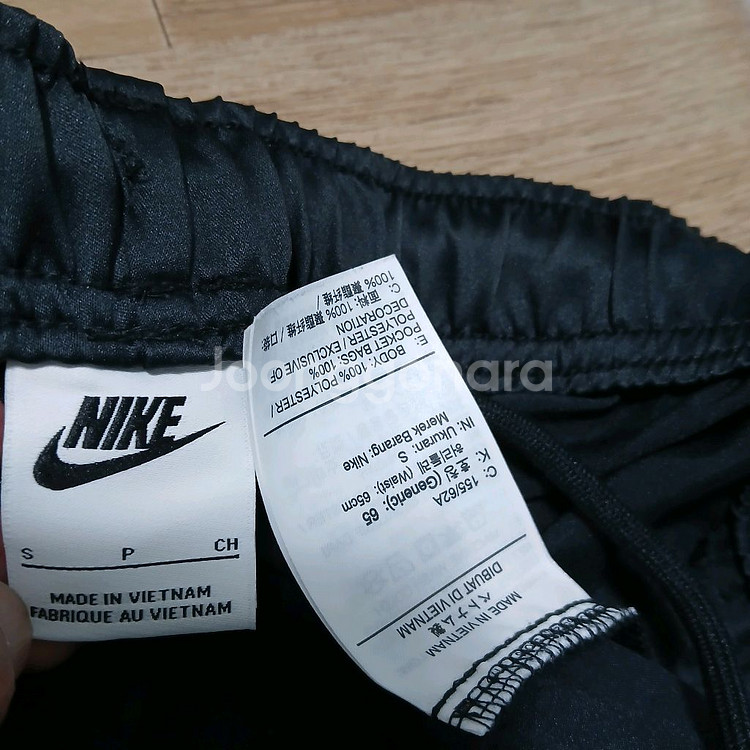 NIKE
S P CH
MADE IN VIETNAM
FABRIQUE AU VIETNAM
MADE IN VIETNAM
ベトナム製
DIBUAT DI VIETNAM
C: 155/62A
K: 호칭 (Generic): 65
허리둘레 (Waist): 65cm
IN: Ukuran: S
Merek Barang: Nike
E: BODY: 100% POLYESTER /
POCKET BAGS: 100%
POLYESTER / EXCLUSIVE OF
DECORATION
C: 面料: 100% 聚酯纤维 / 口袋:
100% 聚酯纤维 /
Joonggonara